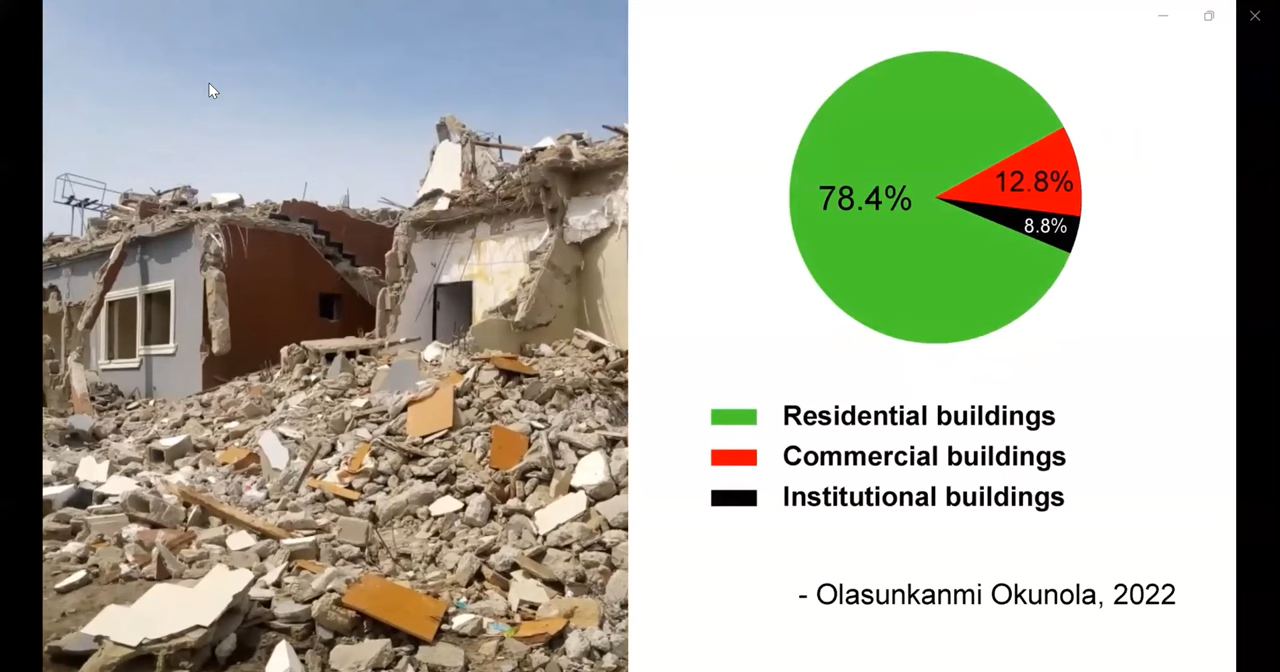 78.4%
12.8%
8.8%
Residential buildings
Commercial buildings
Institutional buildings
- Olasunkanmi Okunola, 2022